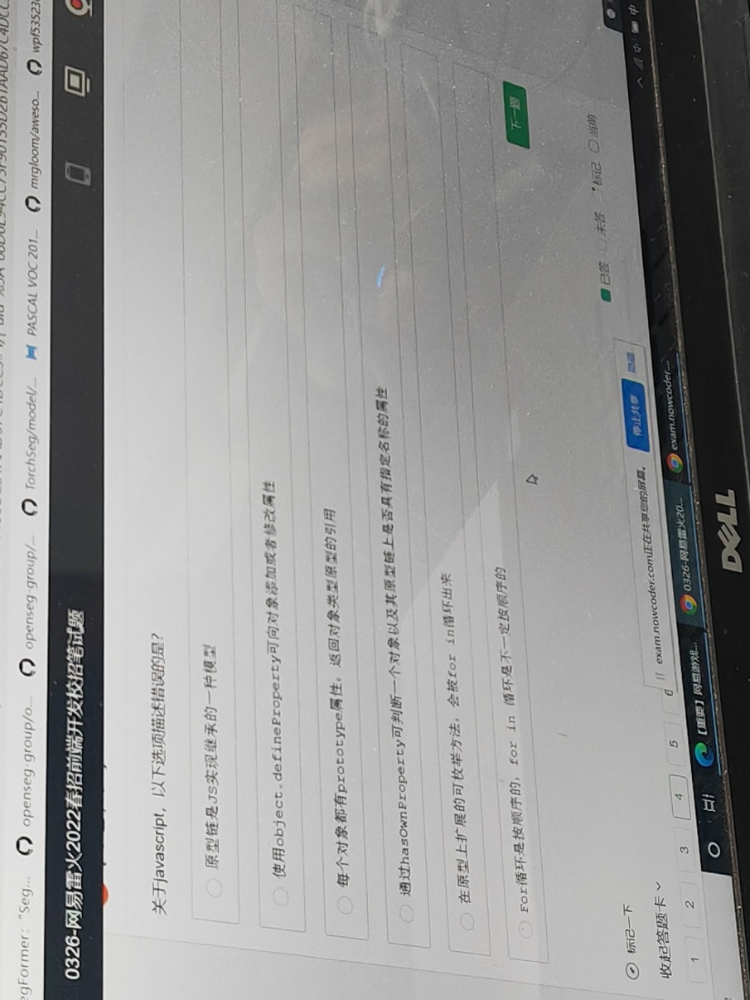 egFormer: "Seg...
openseg-group/o...
openseg-group/...
TorchSeg/model/...
PASCAL VOC 201...
mrgloom/aweso...
wpf53523
0326-网易雷火2022春招前端开发校招笔试题
关于javascript，以下选项描述错误的是？
原型链是JS实现继承的一种模型
使用object.defineProperty可向对象添加或者修改属性
每个对象都有prototype属性，返回对象类型原型的引用
通过hasOwnProperty可判断一个对象以及其原型链上是否具有指定名称的属性
在原型上扩展的可枚举方法，会被for in循环出来
For循环是按顺序的，for in 循环是不一定按顺序的
下一题
标记一下
已答 未答 标记 当前
收起答题卡
1 2 3 4 5 6
exam.nowcoder.com正在共享您的屏幕。
停止共享
隐藏
【重要】网易游戏...
0326-网易雷火20...
exam.nowcoder...
中
DELL